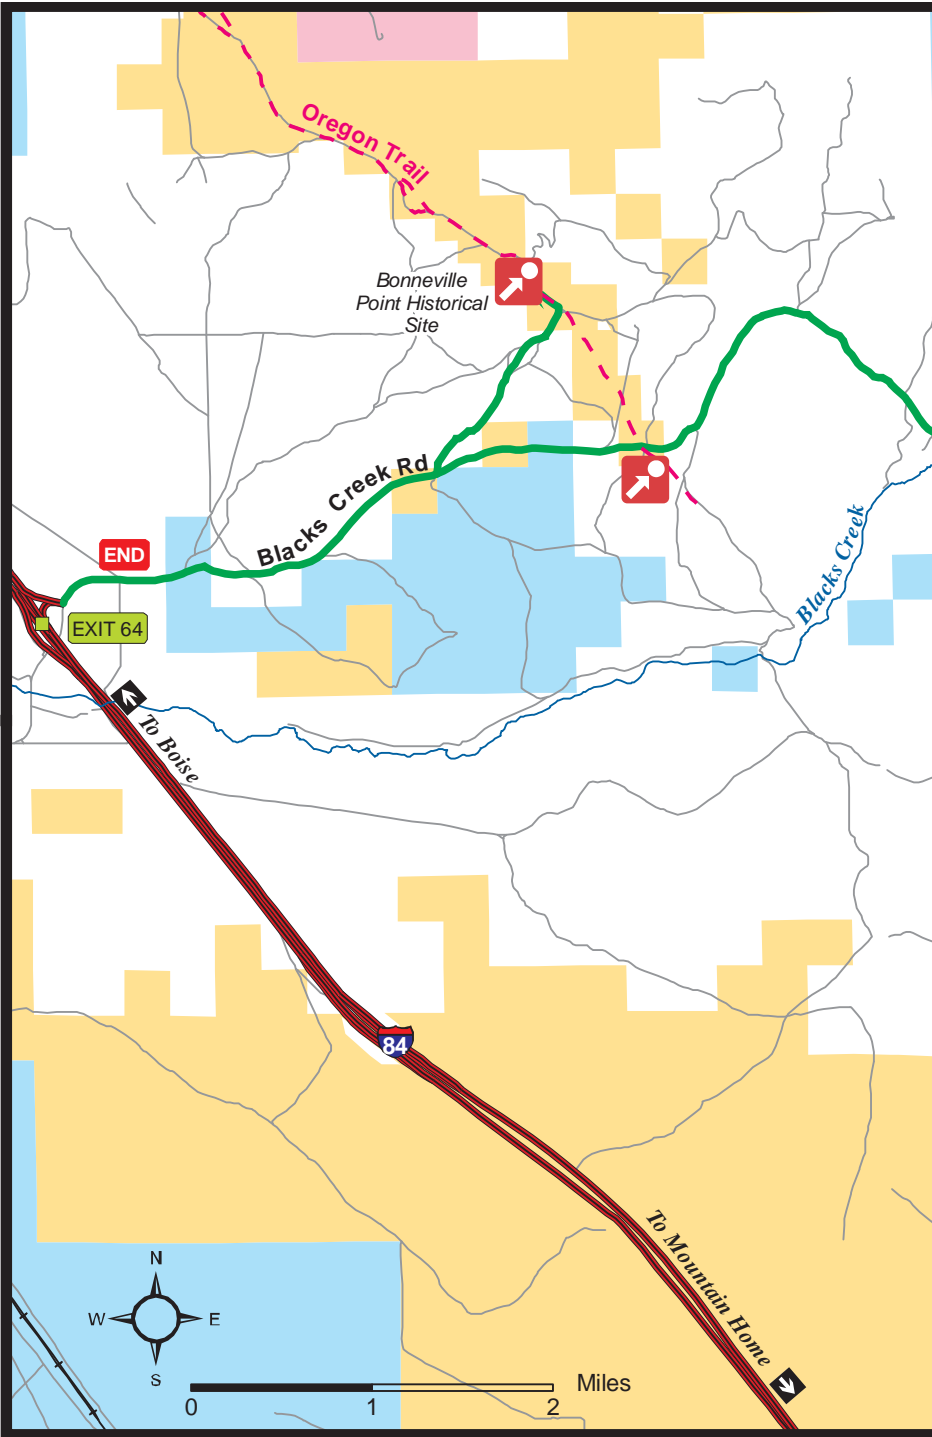 Oregon Trail
Bonneville
Point Historical
Site
Blacks Creek Rd
END
EXIT 64
Blacks Creek
To Boise
84
To Mountain Home
N
W
E
S
Miles
0
1
2